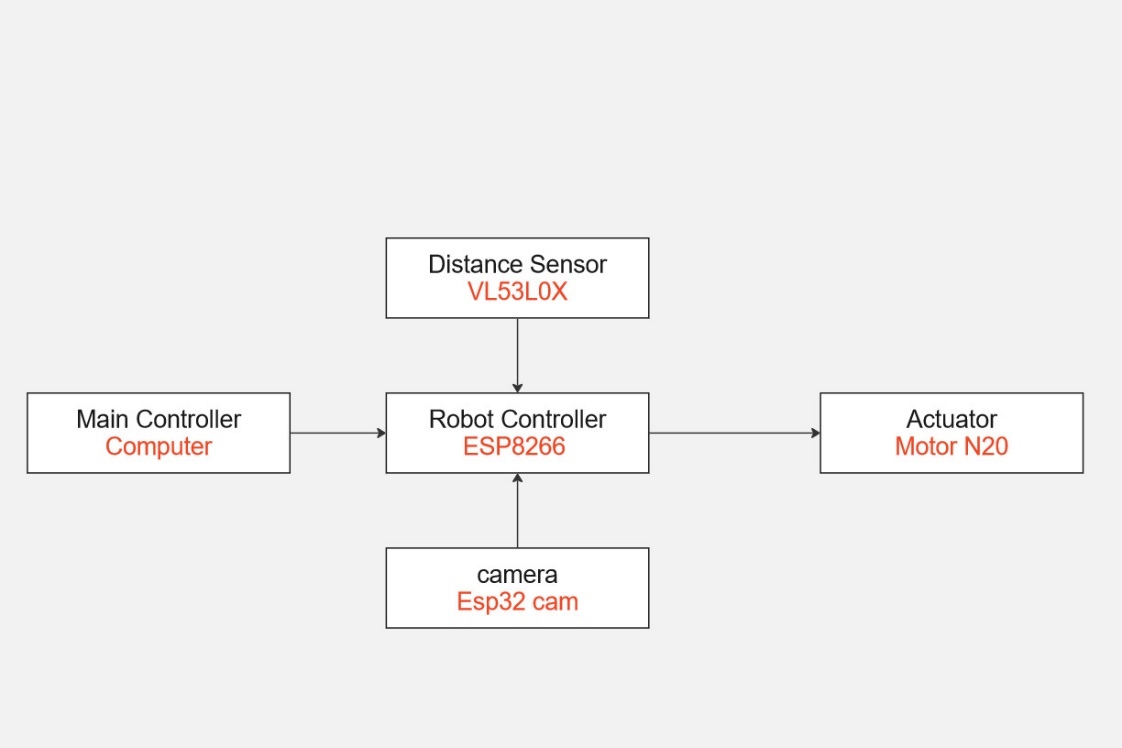 Distance Sensor
VL53L0X
Main Controller
Computer
Robot Controller
ESP8266
Actuator
Motor N20
camera
Esp32 cam